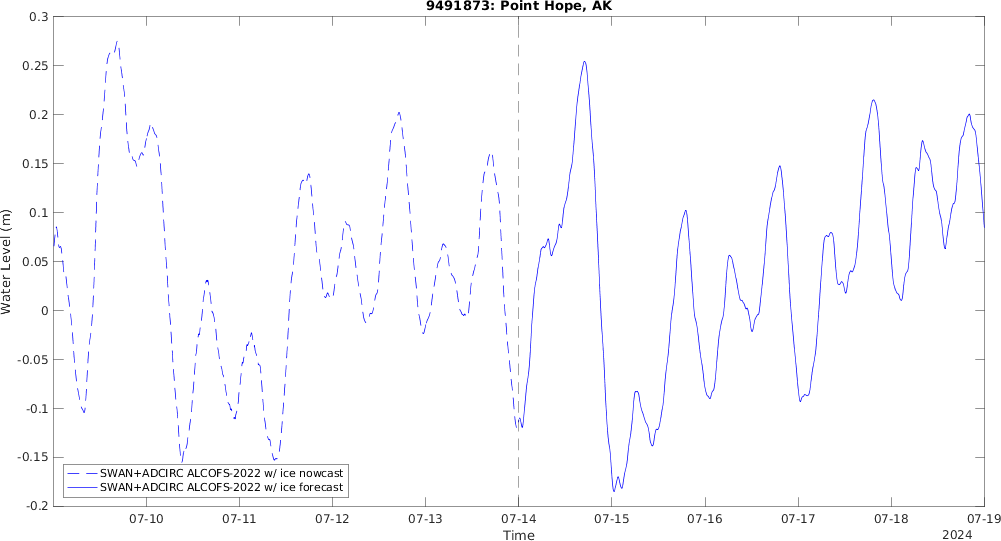 9491873: Point Hope, AK
0.3
0.25
0.2
0.15
0.1
0.05
0
-0.05
-0.1
-0.15
-0.2
Water Level (m)
SWAN+ADCIRC ALCOFS-2022 w/ ice nowcast
SWAN+ADCIRC ALCOFS-2022 w/ ice forecast
07-10 07-11 07-12 07-13 07-14 07-15 07-16 07-17 07-18 07-19
Time
2024